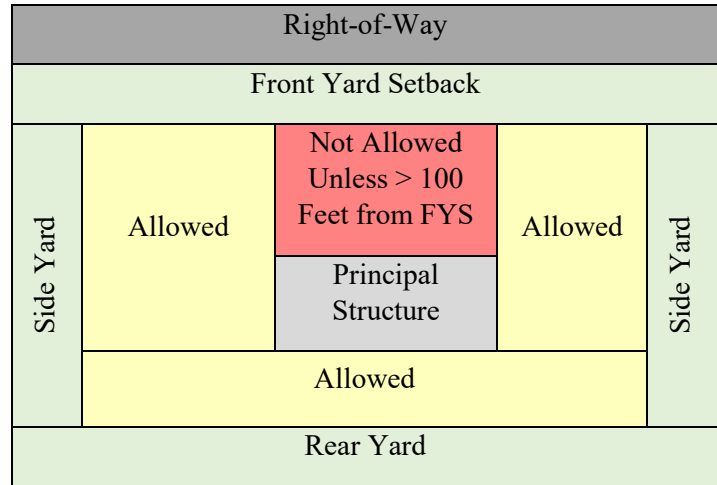 Right-of-Way
Front Yard Setback
Side Yard
Allowed
Not Allowed
Unless > 100
Feet from FYS
Allowed
Side Yard
Principal
Structure
Allowed
Rear Yard